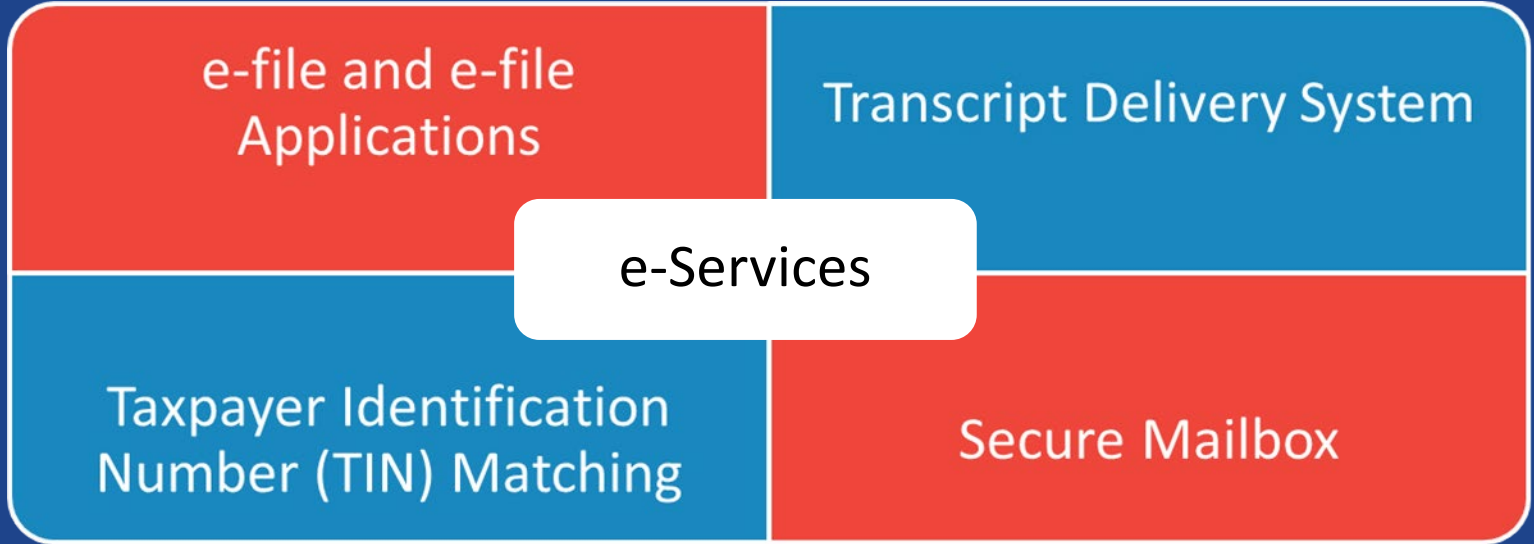 e-file and e-file
Applications
Transcript Delivery System
e-Services
Taxpayer Identification
Number (TIN) Matching
Secure Mailbox